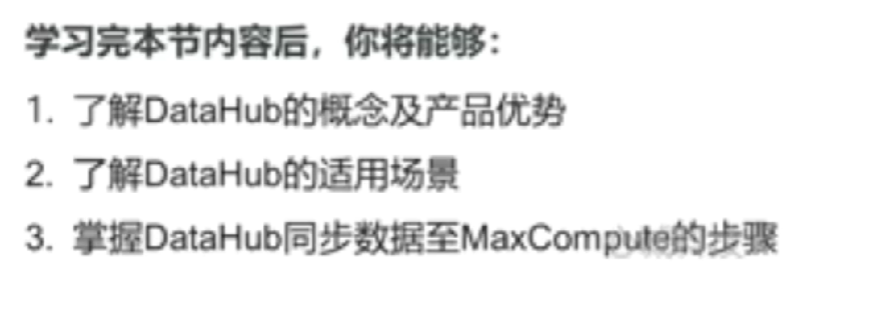 学习完本节内容后，你将能够：
1. 了解DataHub的概念及产品优势
2. 了解DataHub的适用场景
3. 掌握DataHub同步数据至MaxCompute的步骤